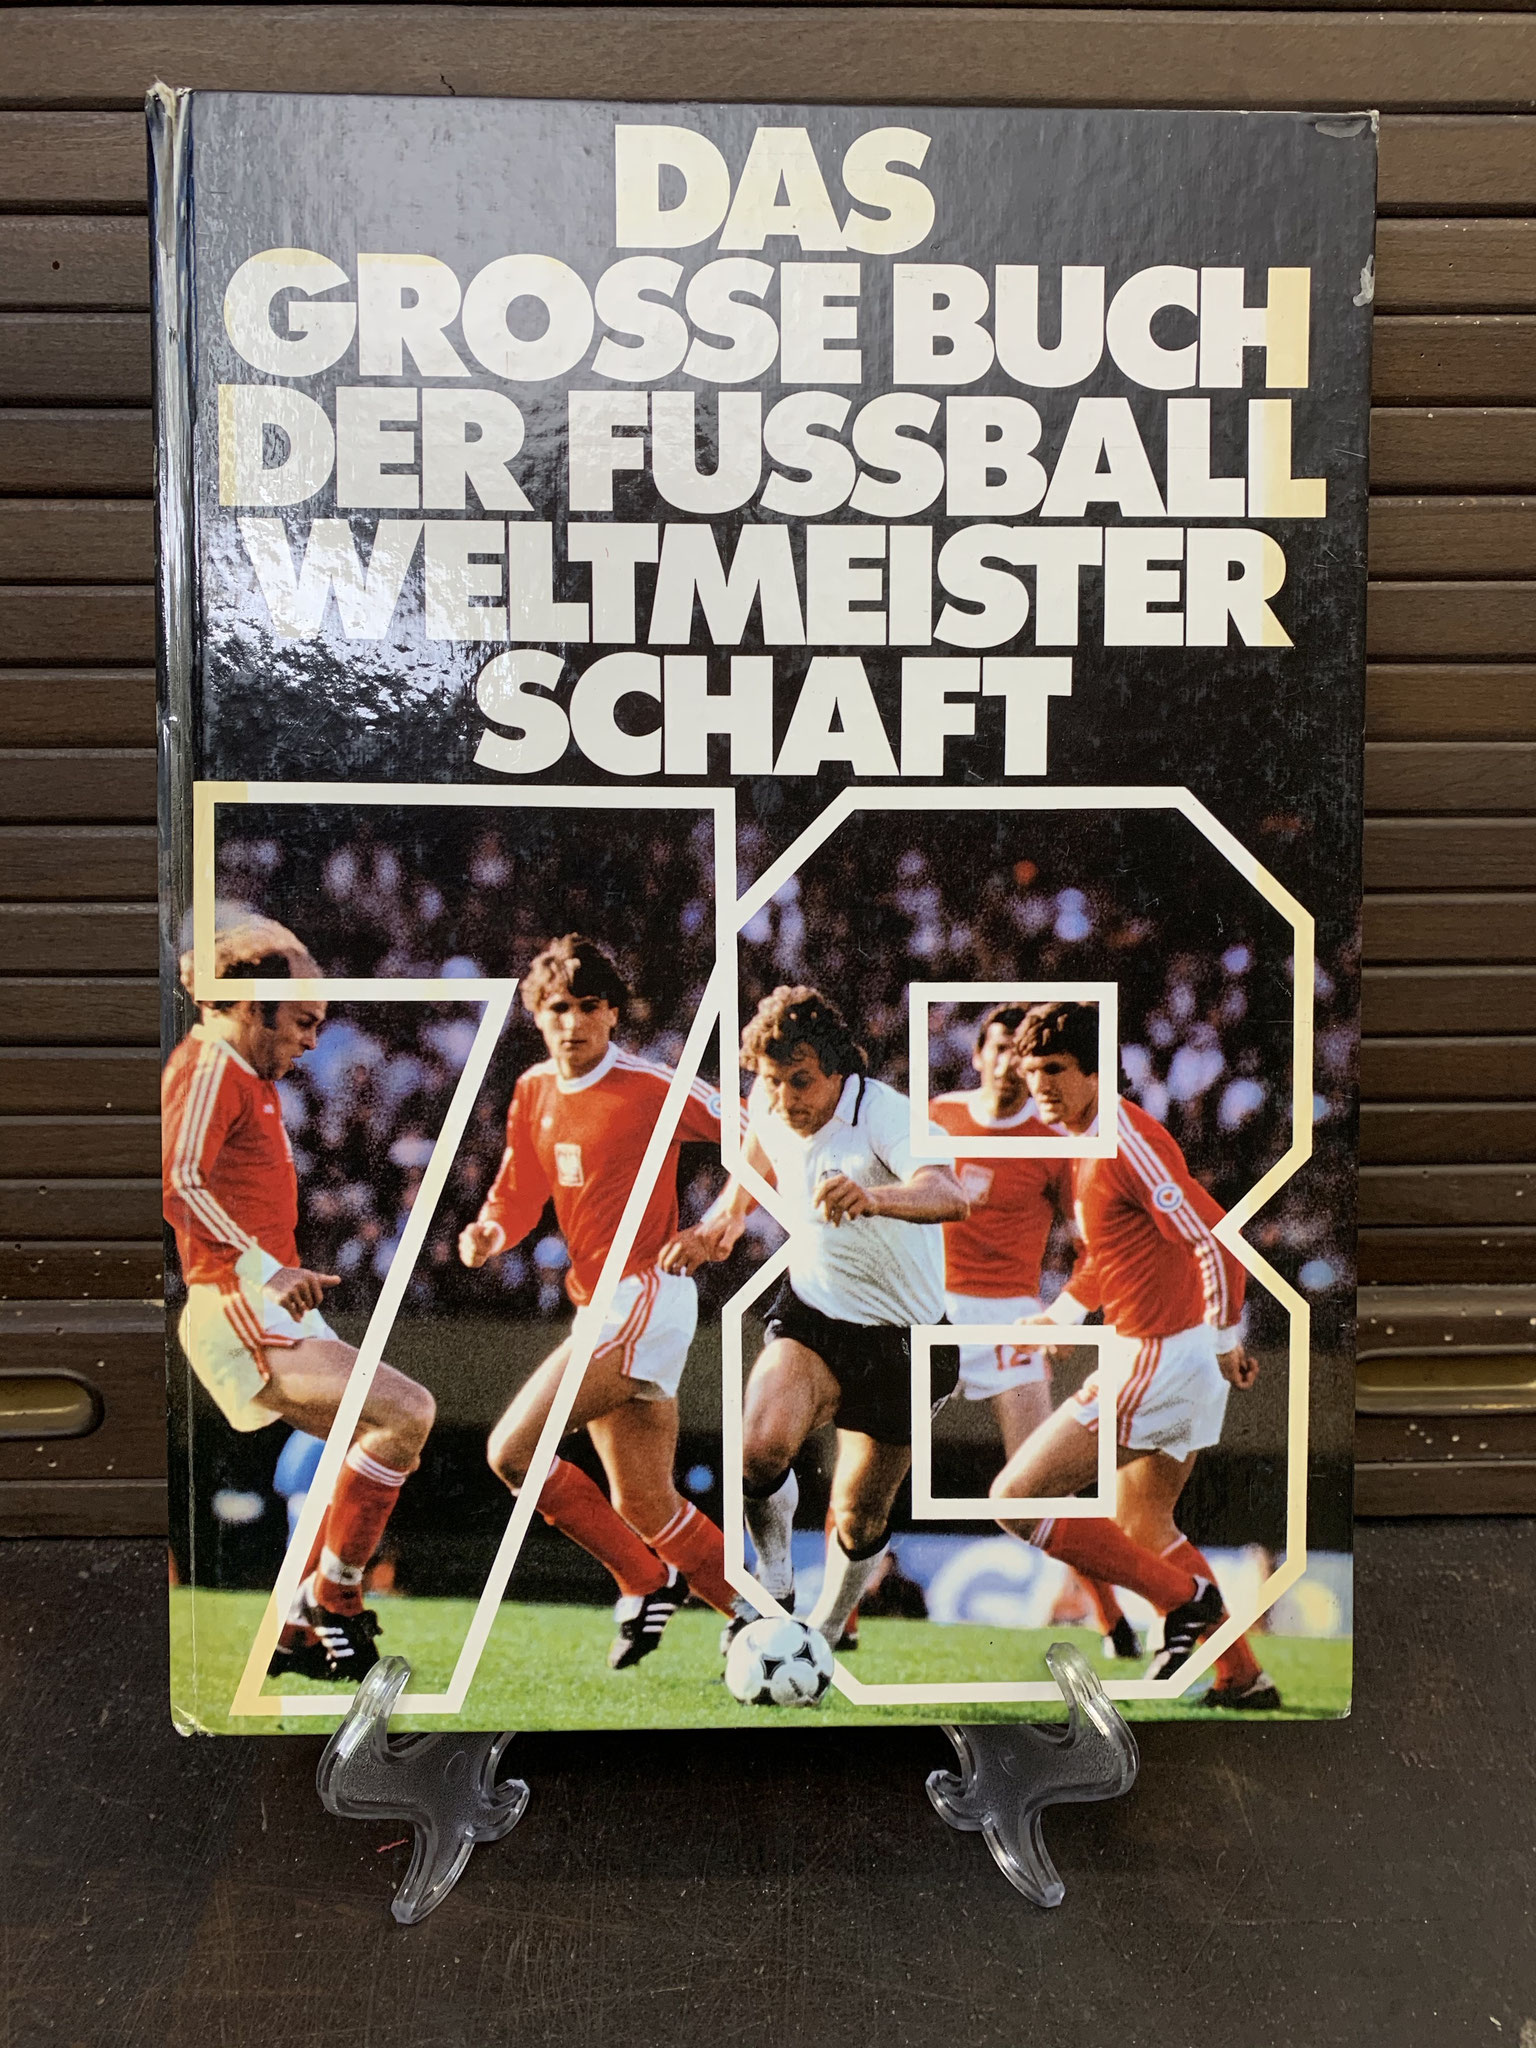 DAS
GROSSE BUCH
DER FUSSBALL
WELTMEISTER
SCHAFT
78